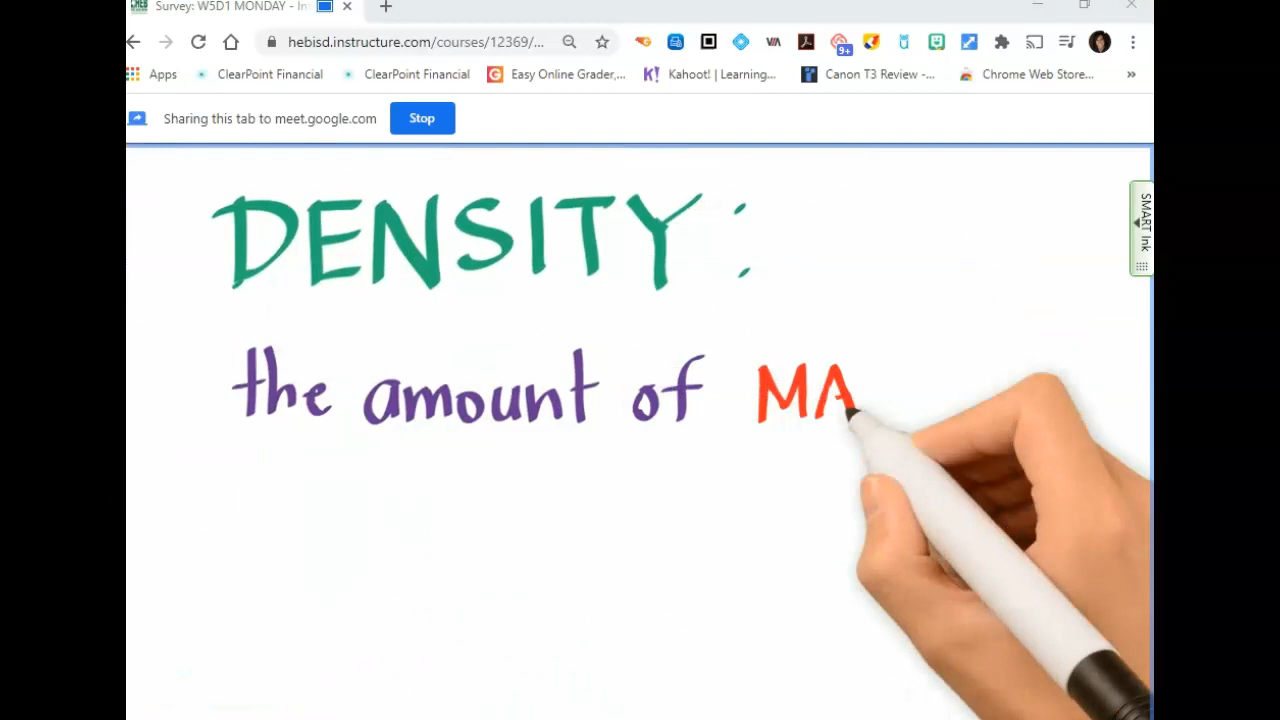 Survey: W5D1 MONDAY - In
hebisd.instructure.com/courses/12369/...
9+
Apps ClearPoint Financial ClearPoint Financial Easy Online Grader,... Kahoot! | Learning... Canon T3 Review -... Chrome Web Store... »
Sharing this tab to meet.google.com Stop
SMART Ink
DENSITY:
the amount of MA